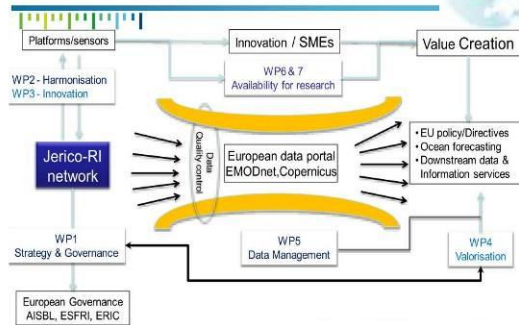 Platforms/sensors
Innovation / SMEs
Value Creation
WP2 - Harmonisation
WP3 - Innovation
WP6 & 7
Availability for research
Jerico-RI
network
Data
Quality control
European data portal
EMODnet,Copernicus
• EU policy/Directives
• Ocean forecasting
• Downstream data &
Information services
WP1
Strategy & Governance
WP5
Data Management
WP4
Valorisation
European Governance
AISBL, ESFRI, ERIC